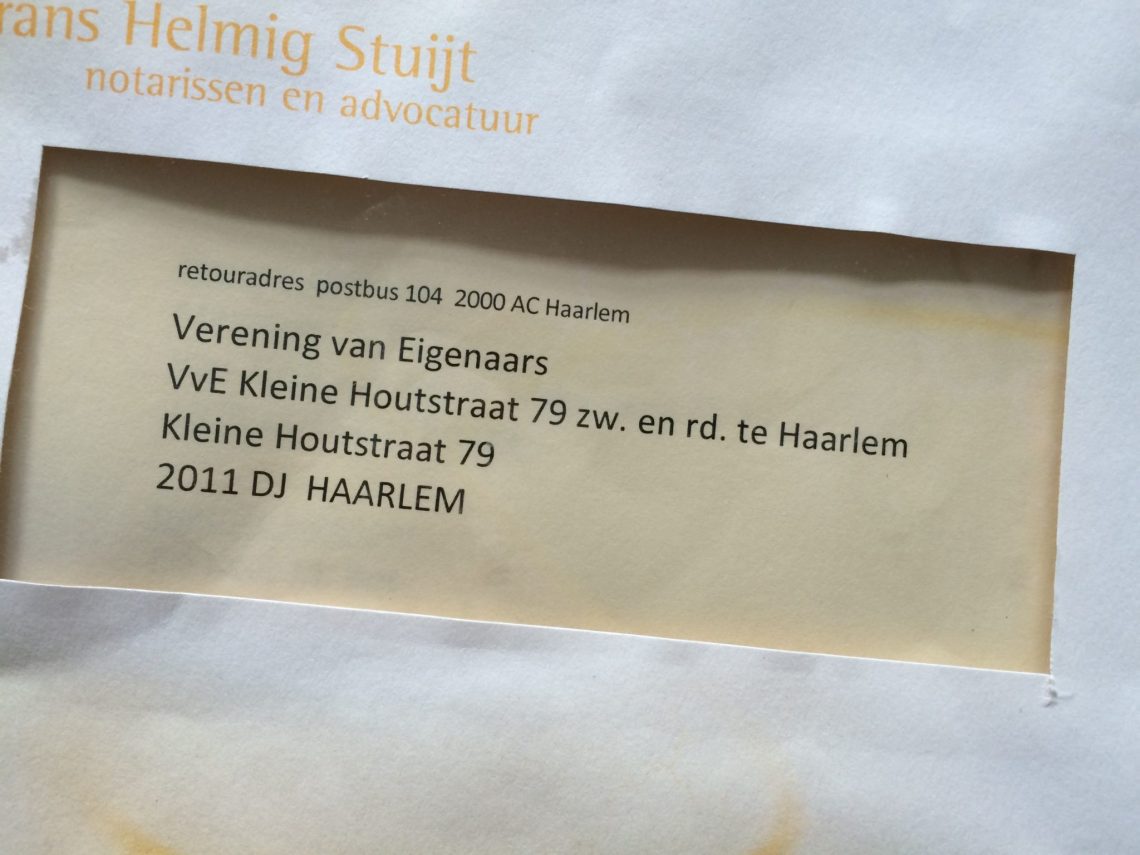 Helmig Stuijt
notarissen en advocatuur
retouradres postbus 104 2000 AC Haarlem
Verening van Eigenaars
VvE Kleine Houtstraat 79 zw. en rd. te Haarlem
Kleine Houtstraat 79
2011 DJ HAARLEM